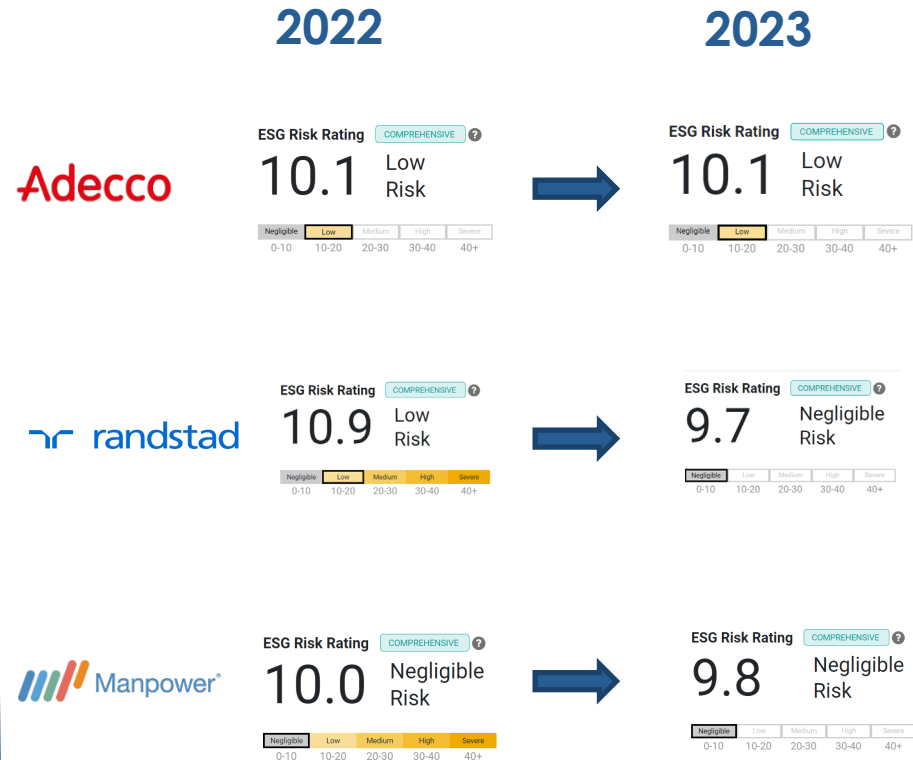 2022
2023
Adecco
ESG Risk Rating COMPREHENSIVE ?
10.1 Low
Risk
Negligible Low Medium High Severe
0-10 10-20 20-30 30-40 40+
ESG Risk Rating COMPREHENSIVE ?
10.1 Low
Risk
Negligible Low Medium High Severe
0-10 10-20 20-30 30-40 40+
randstad
ESG Risk Rating COMPREHENSIVE ?
10.9 Low
Risk
Negligible Low Medium High Severe
0-10 10-20 20-30 30-40 40+
ESG Risk Rating COMPREHENSIVE ?
9.7 Negligible
Risk
Negligible Low Medium High Severe
0-10 10-20 20-30 30-40 40+
Manpower®
ESG Risk Rating COMPREHENSIVE ?
10.0 Negligible
Risk
Negligible Low Medium High Severe
0-10 10-20 20-30 30-40 40+
ESG Risk Rating COMPREHENSIVE ?
9.8 Negligible
Risk
Negligible Low Medium High Severe
0-10 10-20 20-30 30-40 40+